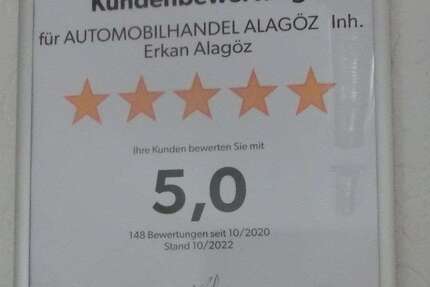 Kundenbewertung
für AUTOMOBILHANDEL ALAGÖZ Inh.
Erkan Alagöz
Ihre Kunden bewerten Sie mit
5,0
148 Bewertungen seit 10/2020
Stand 10/2022